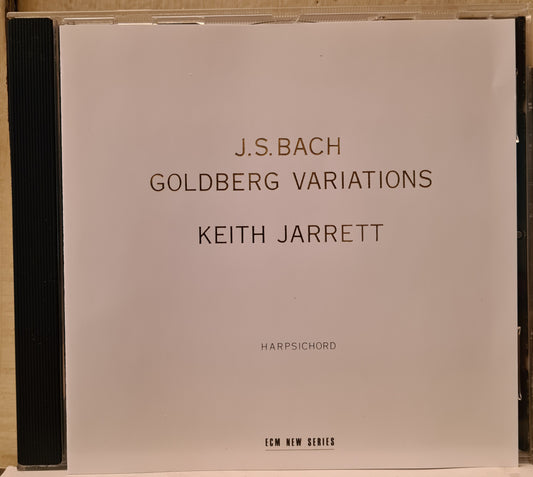 J.S.BACH
GOLDBERG VARIATIONS
KEITH JARRETT
HARPSICHORD
ECM NEW SERIES